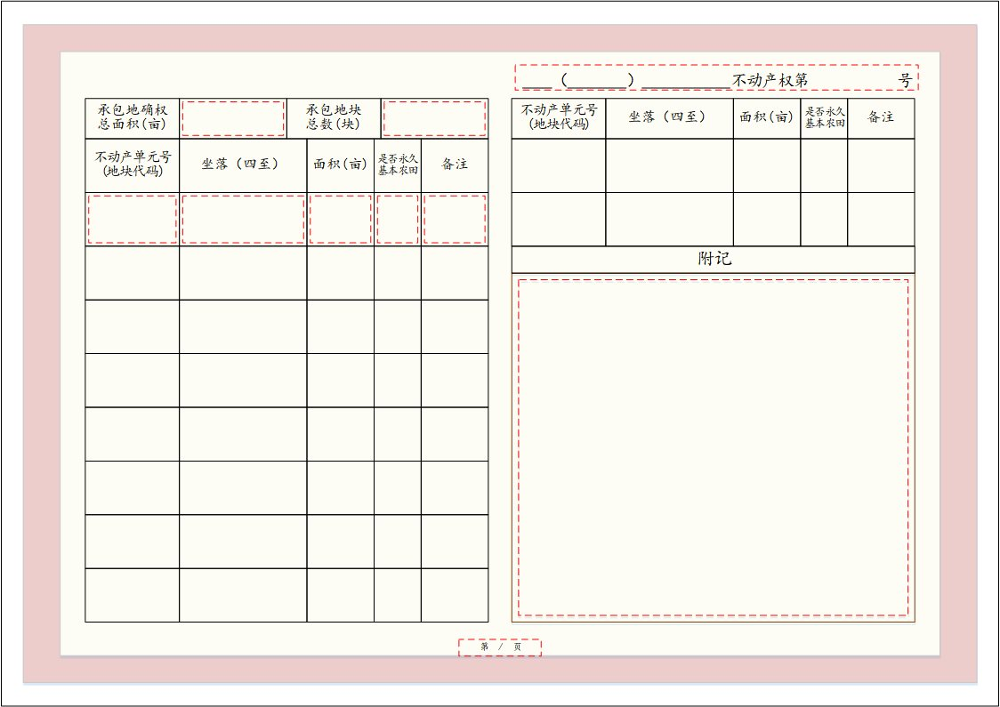 承包地确权
总面积(亩)
承包地块
总数(块)
不动产单元号
(地块代码)
坐落（四至）
面积(亩)
是否永久
基本农田
备注
____（________）____________不动产权第 号
不动产单元号
(地块代码)
坐落（四至）
面积(亩)
是否永久
基本农田
备注
附记
第 / 页